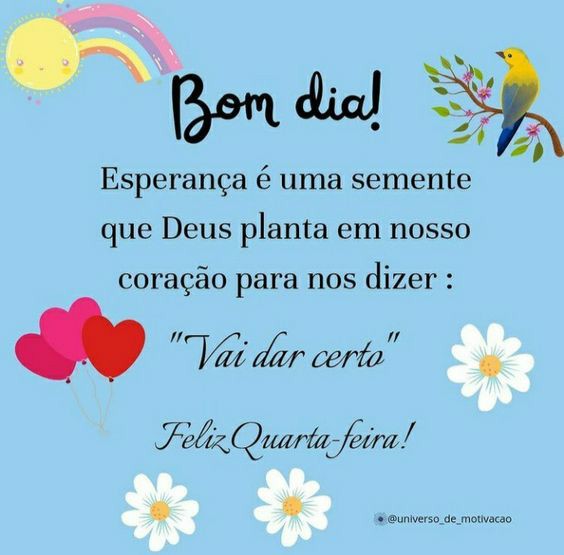 Bom dia!
Esperança é uma semente
que Deus planta em nosso
coração para nos dizer :
"Vai dar certo"
Feliz Quarta-feira!
@universo_de_motivacao